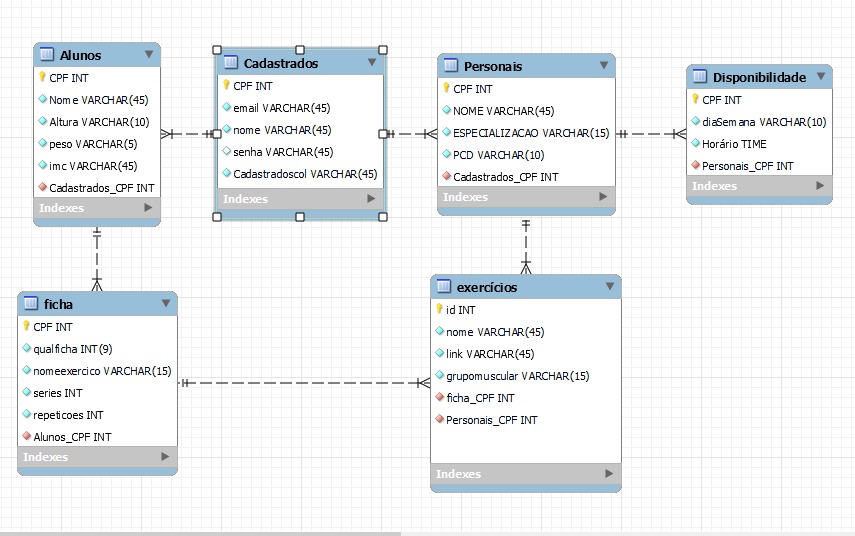 Alunos
CPF INT
Nome VARCHAR(45)
Altura VARCHAR(10)
peso VARCHAR(5)
imc VARCHAR(45)
Cadastrados_CPF INT
Indexes
Cadastrados
CPF INT
email VARCHAR(45)
nome VARCHAR(45)
senha VARCHAR(45)
Cadastradoscol VARCHAR(45)
Indexes
Personais
CPF INT
NOME VARCHAR(45)
ESPECIALIZACAO VARCHAR(15)
PCD VARCHAR(10)
Cadastrados_CPF INT
Indexes
Disponibilidade
CPF INT
diaSemana VARCHAR(10)
Horário TIME
Personais_CPF INT
Indexes
ficha
CPF INT
qualficha INT(9)
nomeexercico VARCHAR(15)
series INT
repeticoes INT
Alunos_CPF INT
Indexes
exercícios
id INT
nome VARCHAR(45)
link VARCHAR(45)
grupomuscular VARCHAR(15)
ficha_CPF INT
Personais_CPF INT
Indexes